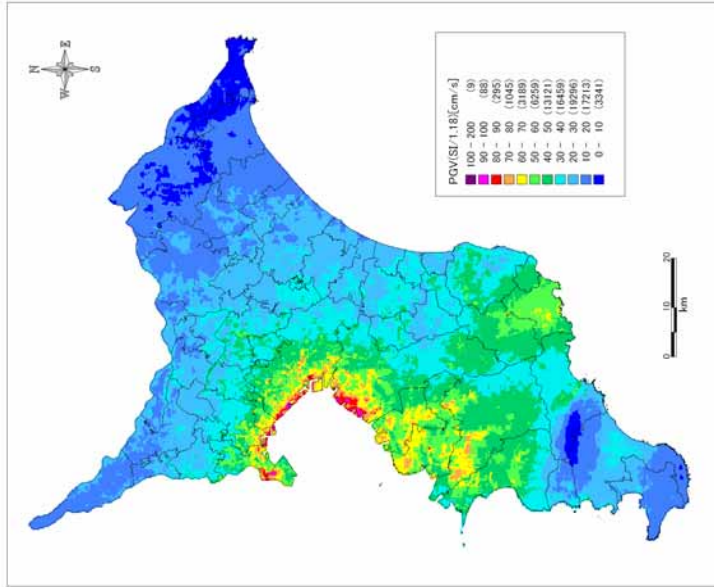 N
E
W
S
PGV(SI/1.18)[cm/s]
100 - 200 (9)
90 - 100 (88)
80 - 90 (295)
70 - 80 (1045)
60 - 70 (3189)
50 - 60 (6259)
40 - 50 (13121)
30 - 40 (16459)
20 - 30 (19296)
10 - 20 (17213)
0 - 10 (3341)
0 10 20
km